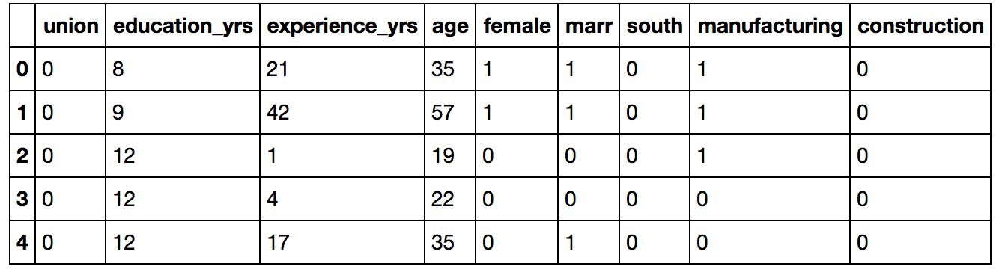 union education_yrs experience_yrs age female marr south manufacturing construction
0 0 8 21 35 1 1 0 1 0
1 0 9 42 57 1 1 0 1 0
2 0 12 1 19 0 0 0 1 0
3 0 12 4 22 0 0 0 0 0
4 0 12 17 35 0 1 0 0 0